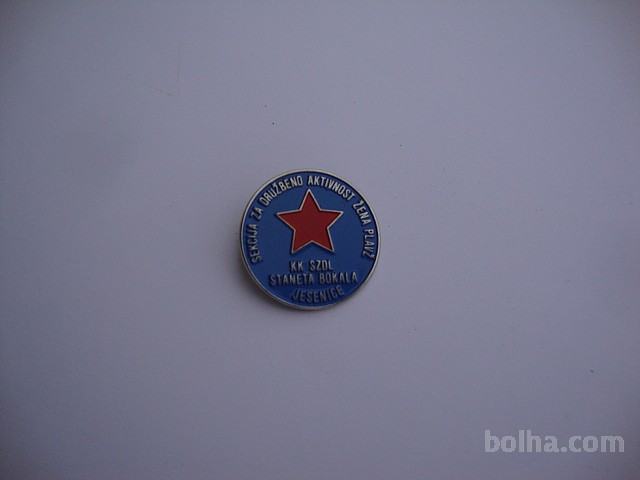 SEKCIJA ZA DRUŽBENO AKTIVNOST ŽENA PLAVŽ
KK SZDL
STANETA BOKALA
JESENICE
bolha.com